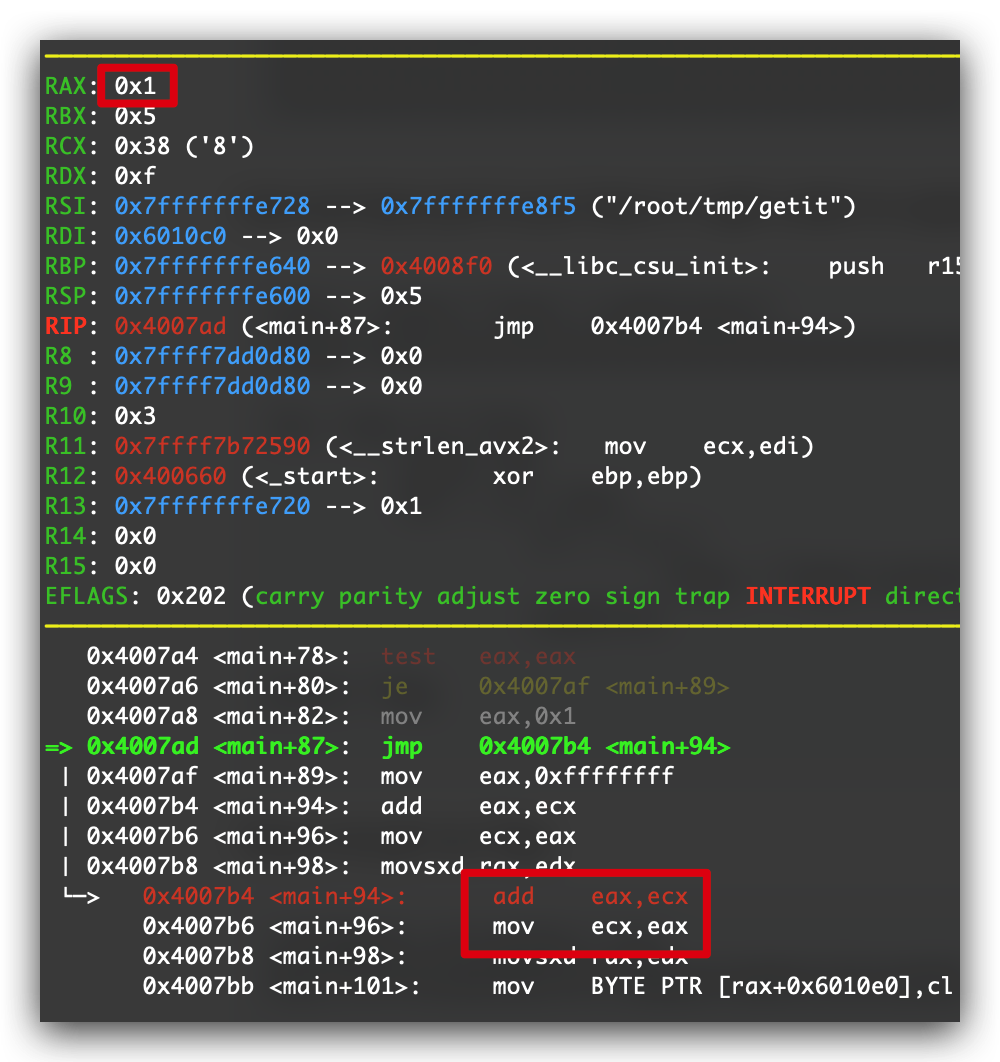 RAX: 0x1
RBX: 0x5
RCX: 0x38 ('8')
RDX: 0xf
RSI: 0x7fffffffe728 --> 0x7fffffffe8f5 ("/root/tmp/getit")
RDI: 0x6010c0 --> 0x0
RBP: 0x7fffffffe640 --> 0x4008f0 (<__libc_csu_init>: push r15
RSP: 0x7fffffffe600 --> 0x5
RIP: 0x4007ad (<main+87>: jmp 0x4007b4 <main+94>)
R8 : 0x7ffff7dd0d80 --> 0x0
R9 : 0x7ffff7dd0d80 --> 0x0
R10: 0x3
R11: 0x7ffff7b72590 (<__strlen_avx2>: mov ecx,edi)
R12: 0x400660 (<_start>: xor ebp,ebp)
R13: 0x7fffffffe720 --> 0x1
R14: 0x0
R15: 0x0
EFLAGS: 0x202 (carry parity adjust zero sign trap INTERRUPT direct
0x4007a4 <main+78>: test eax,eax
0x4007a6 <main+80>: je 0x4007af <main+89>
0x4007a8 <main+82>: mov eax,0x1
=> 0x4007ad <main+87>: jmp 0x4007b4 <main+94>
| 0x4007af <main+89>: mov eax,0xffffffff
| 0x4007b4 <main+94>: add eax,ecx
| 0x4007b6 <main+96>: mov ecx,eax
| 0x4007b8 <main+98>: movsxd rax,edx
└─> 0x4007b4 <main+94>: add eax,ecx
0x4007b6 <main+96>: mov ecx,eax
0x4007b8 <main+98>: movsxd rax,edx
0x4007bb <main+101>: mov BYTE PTR [rax+0x6010e0],cl